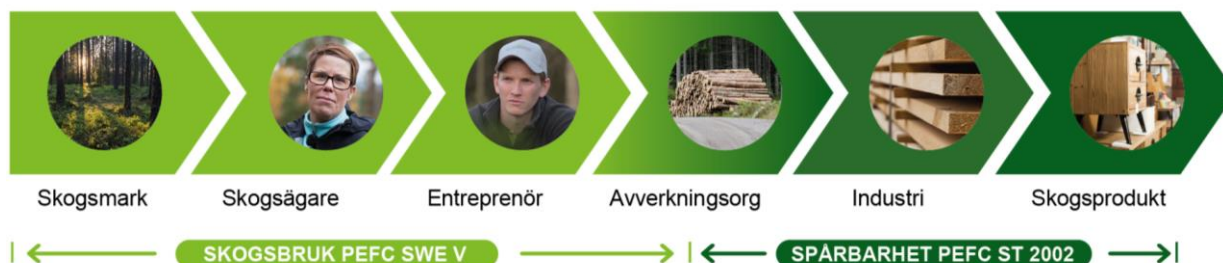 Skogsmark
Skogsägare
Entreprenör
Avverkningsorg
Industri
Skogsprodukt
SKOGSBRUK PEFC SWE V
SPÅRBARHET PEFC ST 2002